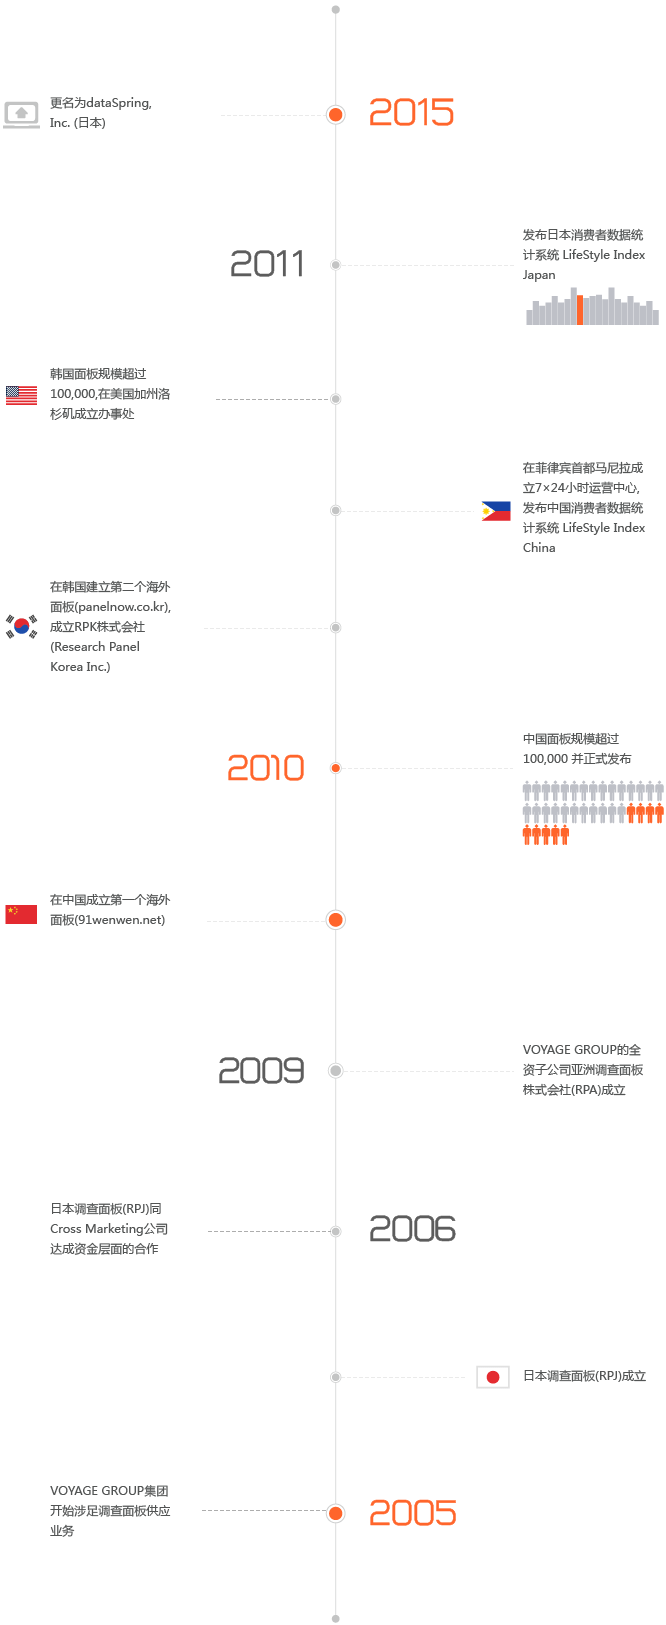 更名为dataSpring,
Inc. (日本)
2015
2011
发布日本消费者数据统
计系统 LifeStyle Index
Japan
韩国面板规模超过
100,000,在美国加州洛
杉矶成立办事处
在菲律宾首都马尼拉成
立7×24小时运营中心,
发布中国消费者数据统
计系统 LifeStyle Index
China
在韩国建立第二个海外
面板(panelnow.co.kr),
成立RPK株式会社
(Research Panel
Korea Inc.)
2010
中国面板规模超过
100,000 并正式发布
在中国成立第一个海外
面板(91wenwen.net)
2009
VOYAGE GROUP的全
资子公司亚洲调查面板
株式会社(RPA)成立
日本调查面板(RPJ)同
Cross Marketing公司
达成资金层面的合作
2006
日本调查面板(RPJ)成立
VOYAGE GROUP集团
开始涉足调查面板供应
业务
2005